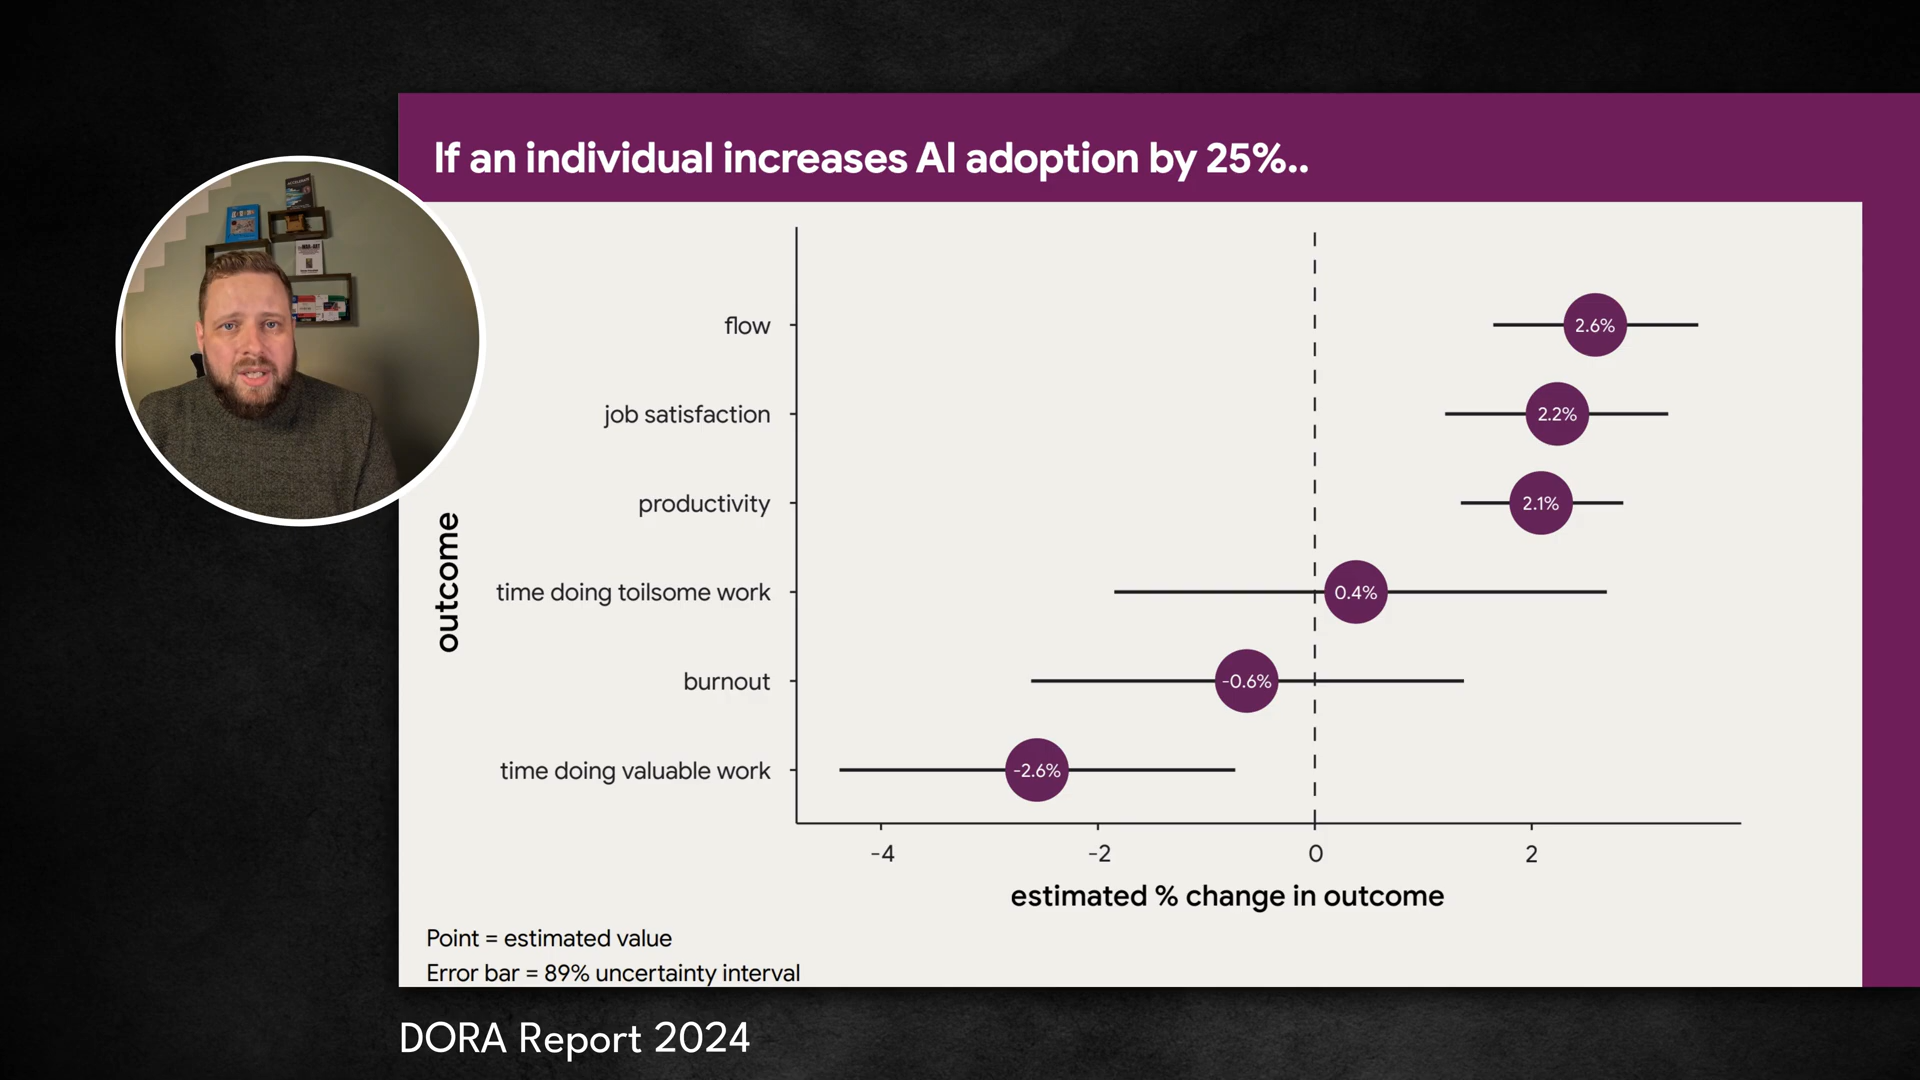 If an individual increases AI adoption by 25%..
outcome
flow
2.6%
job satisfaction
2.2%
productivity
2.1%
time doing toilsome work
0.4%
burnout
-0.6%
time doing valuable work
-2.6%
-4
-2
0
2
estimated % change in outcome
Point = estimated value
Error bar = 89% uncertainty interval
DORA Report 2024